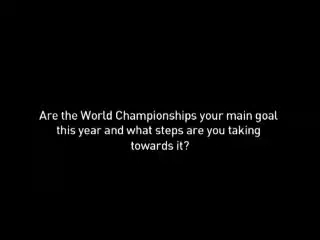 Are the World Championships your main goal
this year and what steps are you taking
towards it?